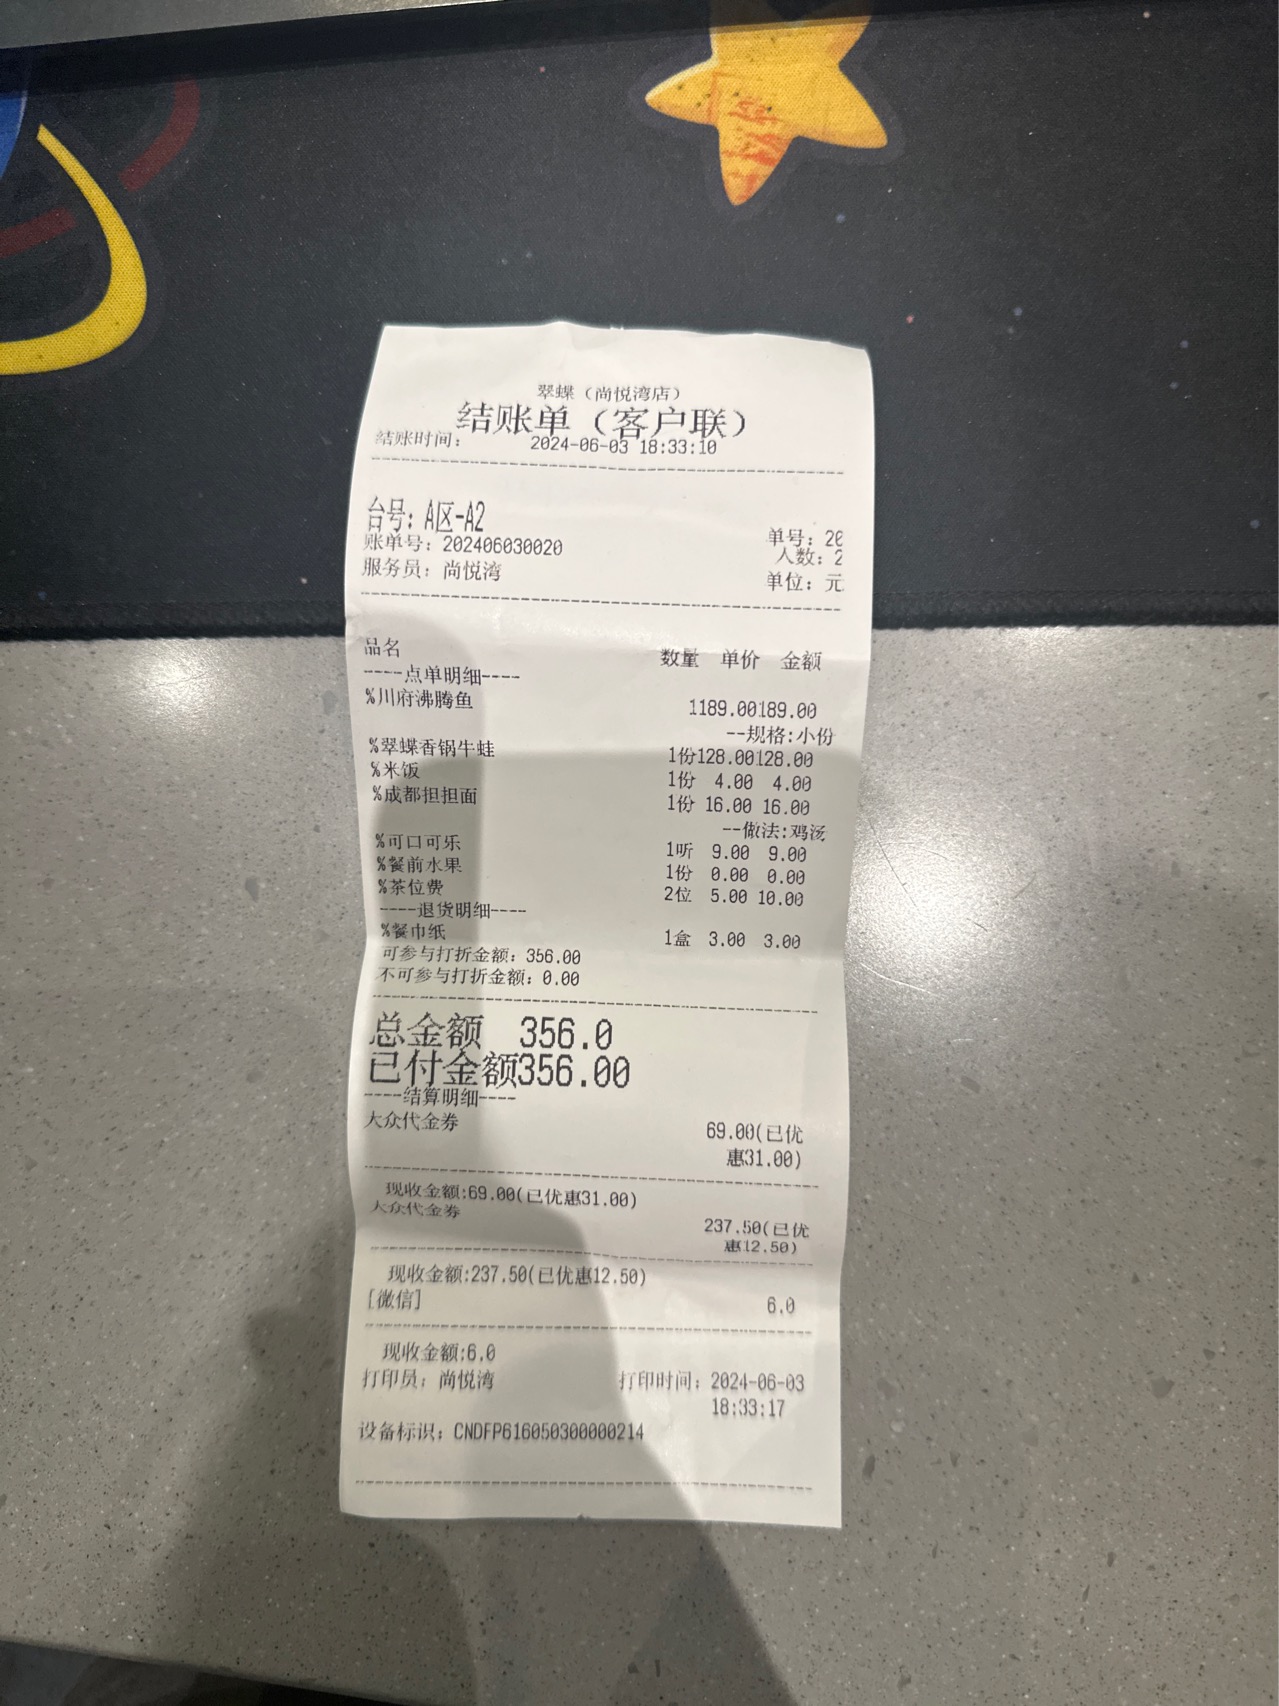 翠蝶（尚悦湾店）
结账单（客户联）
结账时间： 2024-06-03 18:33:10
台号：A区-A2
账单号：202406030020 单号：20
人数：2
服务员：尚悦湾 单位：元
品名 数量 单价 金额
----点单明细----
%川府沸腾鱼 1189.00189.00
--规格:小份
%翠蝶香锅牛蛙 1份128.00128.00
%米饭 1份 4.00 4.00
%成都担担面 1份 16.00 16.00
--做法:鸡汤
%可口可乐 1听 9.00 9.00
%餐前水果 1份 0.00 0.00
%茶位费 2位 5.00 10.00
----退货明细----
%餐巾纸 1盒 3.00 3.00
可参与打折金额：356.00
不可参与打折金额：0.00
总金额 356.0
已付金额356.00
----结算明细----
大众代金券 69.00(已优
惠31.00)
现收金额:69.00(已优惠31.00)
大众代金券 237.50(已优
惠12.50)
现收金额:237.50(已优惠12.50)
[微信] 6.0
现收金额:6.0
打印员：尚悦湾 打印时间：2024-06-03
18:33:17
设备标识：CNDFP616050300000214